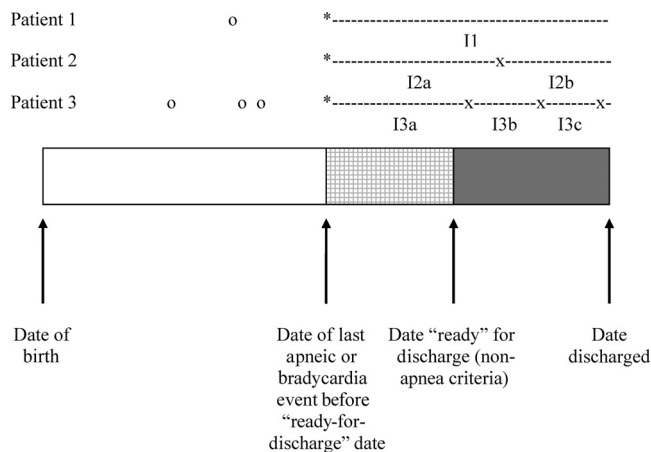 Patient 1 o *------------------------------------
I1
Patient 2 *---------------------x--------------
I2a I2b
Patient 3 o o o *-----------------x---------x-------x-
I3a I3b I3c
Date of birth
Date of last apneic or bradycardia event before “ready-for-discharge” date
Date “ready” for discharge (non-apnea criteria)
Date discharged